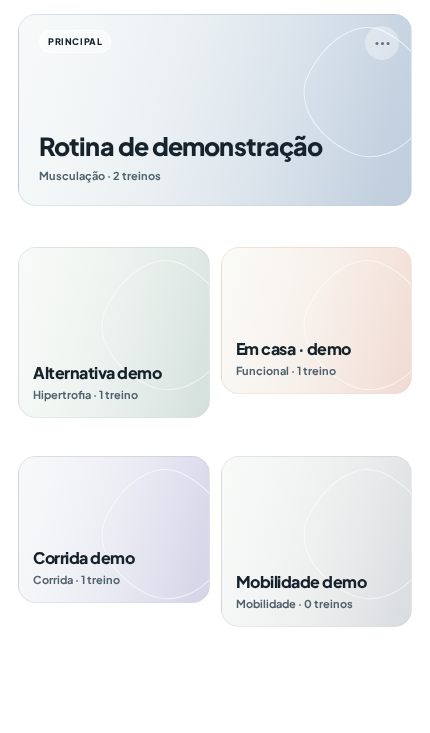 PRINCIPAL
Rotina de demonstração
Musculação · 2 treinos
Alternativa demo
Hipertrofia · 1 treino
Em casa · demo
Funcional · 1 treino
Corrida demo
Corrida · 1 treino
Mobilidade demo
Mobilidade · 0 treinos